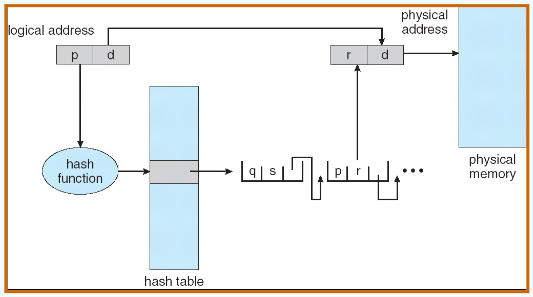 logical address
p d
physical
address
r d
hash
function
q s
p r
physical
memory
hash table